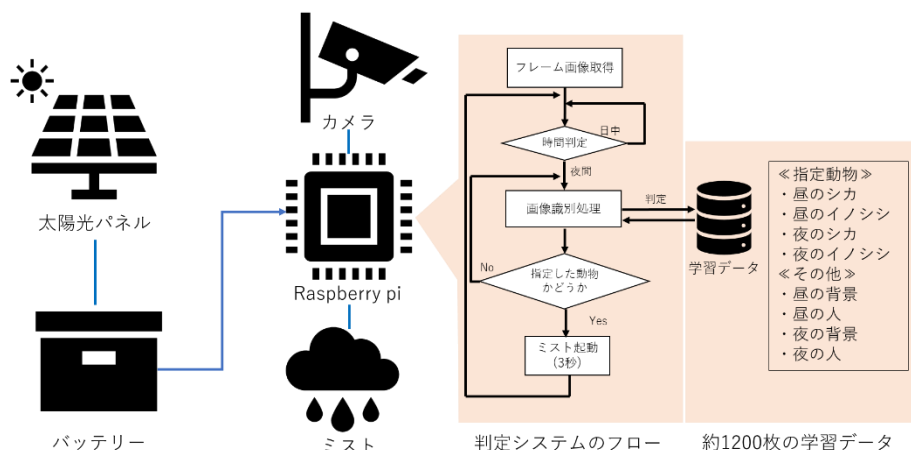 太陽光パネル
バッテリー
カメラ
Raspberry pi
ミスト
フレーム画像取得
日中
時間判定
夜間
画像識別処理
判定
No
指定した動物
かどうか
Yes
ミスト起動
(3秒)
判定システムのフロー
学習データ
≪指定動物≫
・昼のシカ
・昼のイノシシ
・夜のシカ
・夜のイノシシ
≪その他≫
・昼の背景
・昼の人
・夜の背景
・夜の人
約1200枚の学習データ